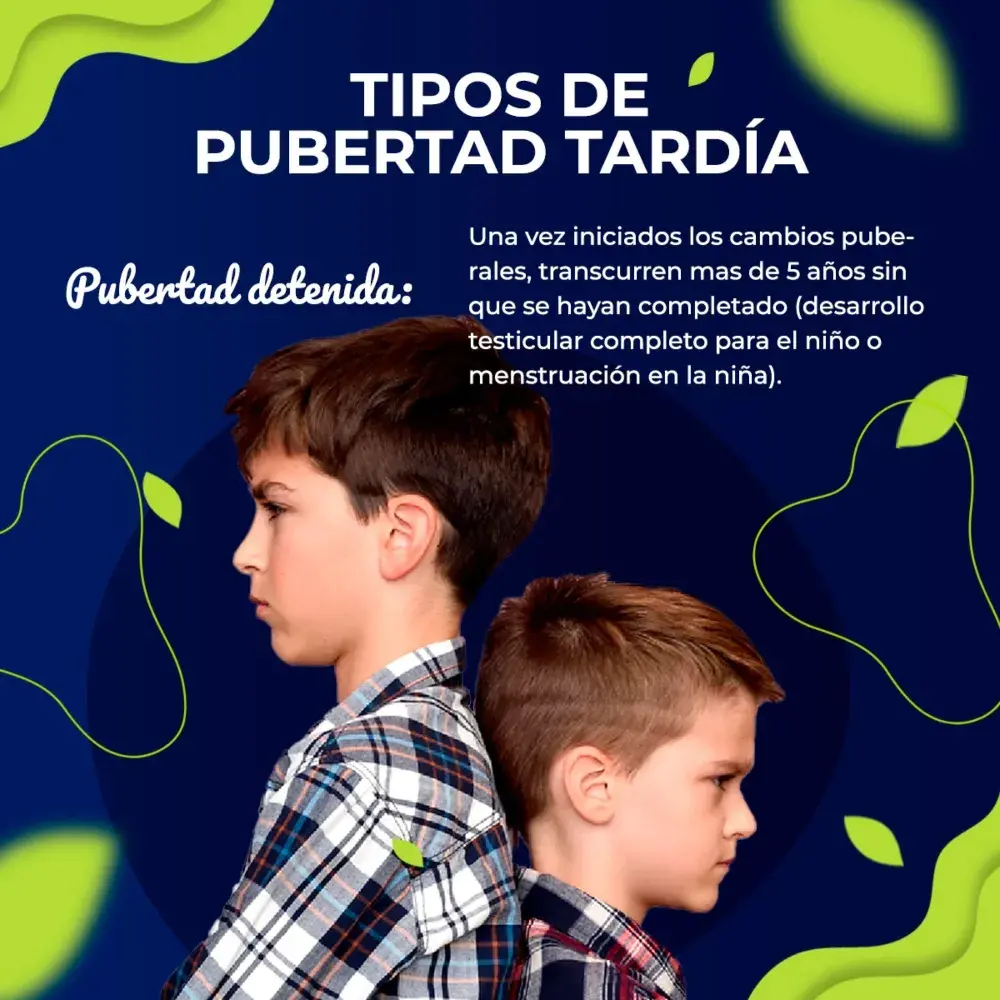 TIPOS DE
PUBERTAD TARDÍA
Pubertad detenida:
Una vez iniciados los cambios pube-
rales, transcurren mas de 5 años sin
que se hayan completado (desarrollo
testicular completo para el niño o
menstruación en la niña).